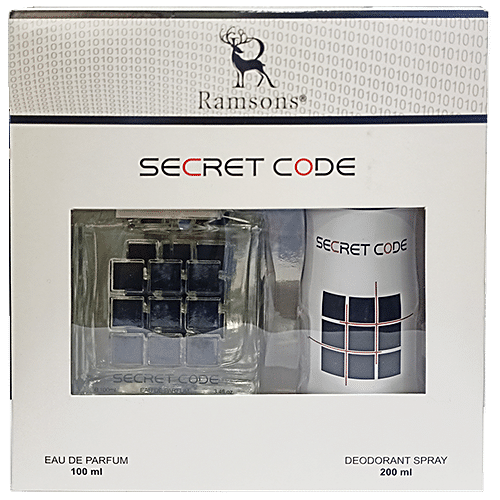 Ramsons®
SECRET CODE
SECRET CODE
SECRET CODE
EAU DE PARFUM
100 ml
DEODORANT SPRAY
200 ml